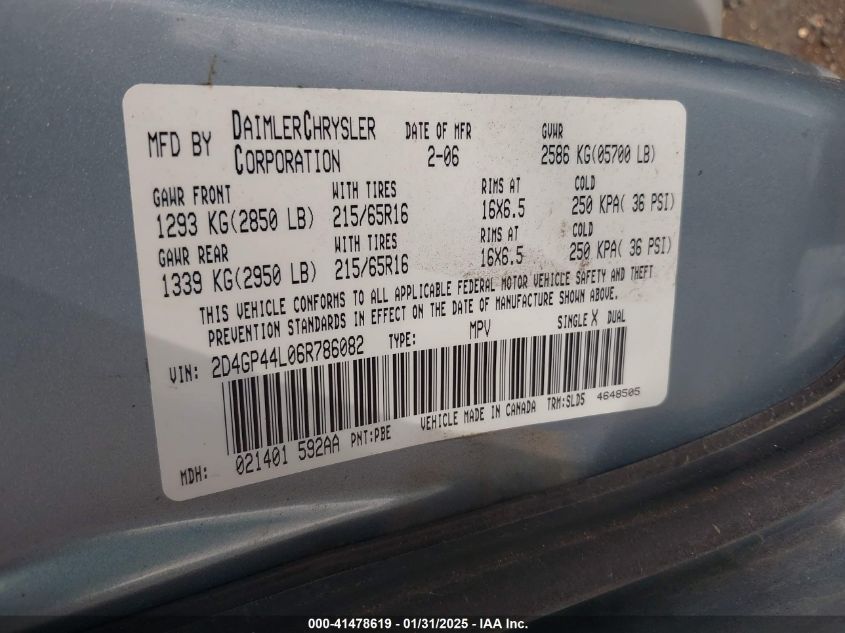 MFD BY DAIMLERCHRYSLER CORPORATION DATE OF MFR 2-06 GVWR 2586 KG(05700 LB)
GAWR FRONT WITH TIRES RIMS AT COLD
1293 KG(2850 LB) 215/65R16 16X6.5 250 KPA( 36 PSI)
GAWR REAR WITH TIRES RIMS AT COLD
1339 KG(2950 LB) 215/65R16 16X6.5 250 KPA( 36 PSI)
THIS VEHICLE CONFORMS TO ALL APPLICABLE FEDERAL MOTOR VEHICLE SAFETY AND THEFT
PREVENTION STANDARDS IN EFFECT ON THE DATE OF MANUFACTURE SHOWN ABOVE.
VIN: 2D4GP44L06R786082 TYPE: MPV SINGLE X DUAL
MDH: 021401 592AA PNT:PBE VEHICLE MADE IN CANADA TRM:SLD5 4648505
000-41478619 - 01/31/2025 - IAA Inc.